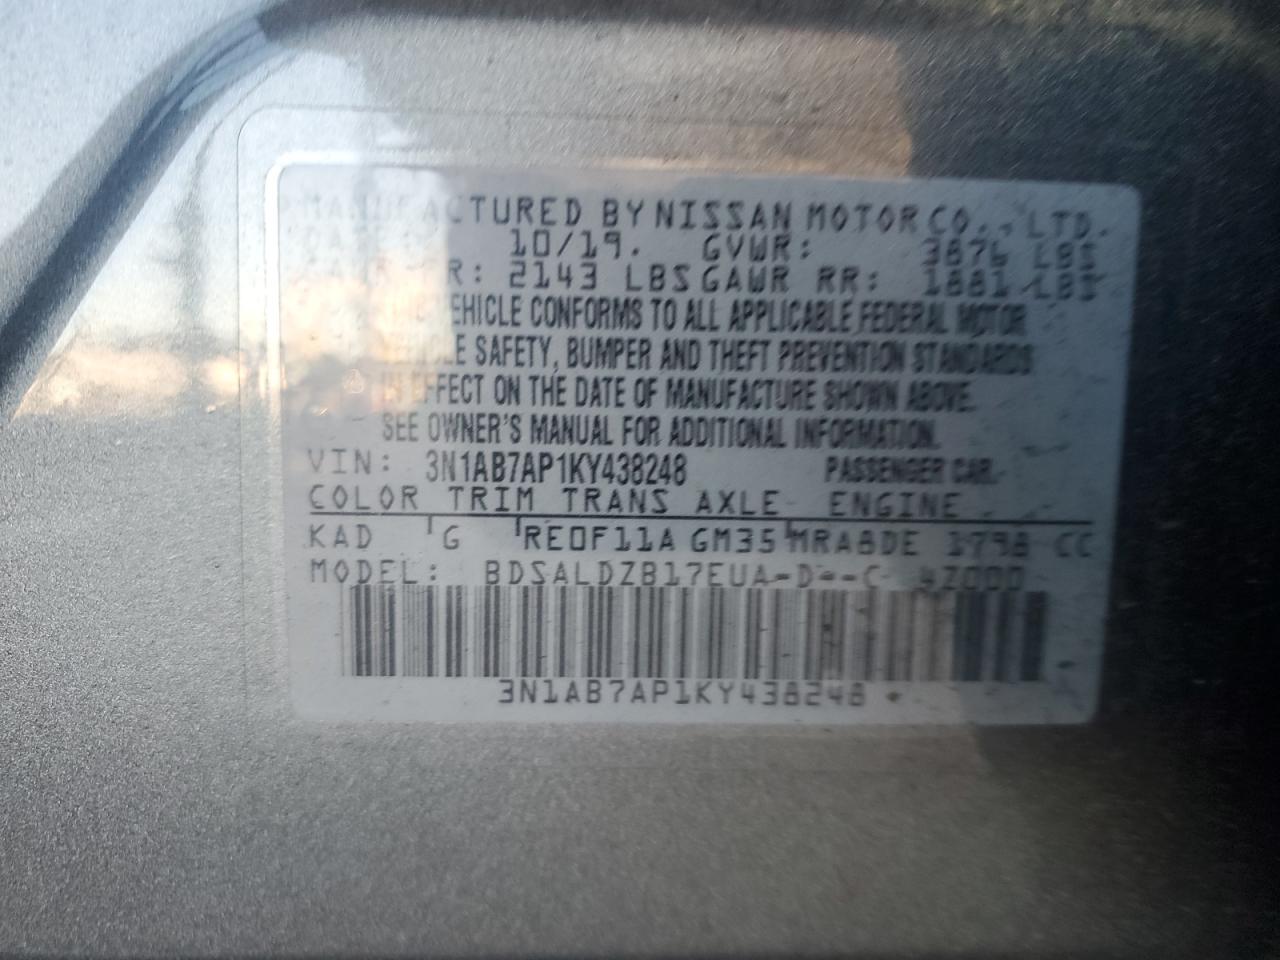 MANUFACTURED BY NISSAN MOTOR CO., LTD.
10/19. GVWR: 3876 LBS
R: 2143 LBS GAWR RR: 1881 LBS
VEHICLE CONFORMS TO ALL APPLICABLE FEDERAL MOTOR
VEHICLE SAFETY, BUMPER AND THEFT PREVENTION STANDARDS
IN EFFECT ON THE DATE OF MANUFACTURE SHOWN ABOVE.
SEE OWNER'S MANUAL FOR ADDITIONAL INFORMATION.
VIN: 3N1AB7AP1KY438248 PASSENGER CAR.
COLOR TRIM TRANS AXLE ENGINE
KAD G RE0F11A GM35 MRA8DE 1798 CC
MODEL: BDSALDZB17EUA-D--C- 4Z000
3N1AB7AP1KY438248